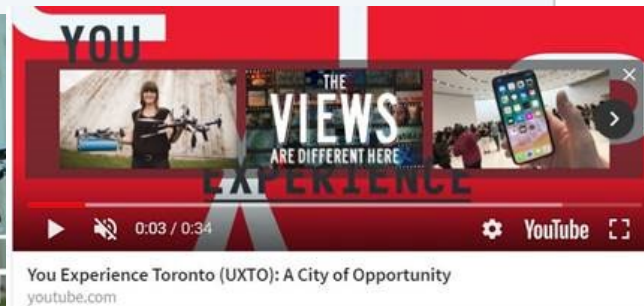 YOU
THE
VIEWS
ARE DIFFERENT HERE
EXPERIENCE
0:03 / 0:34
YouTube
You Experience Toronto (UXTO): A City of Opportunity
youtube.com